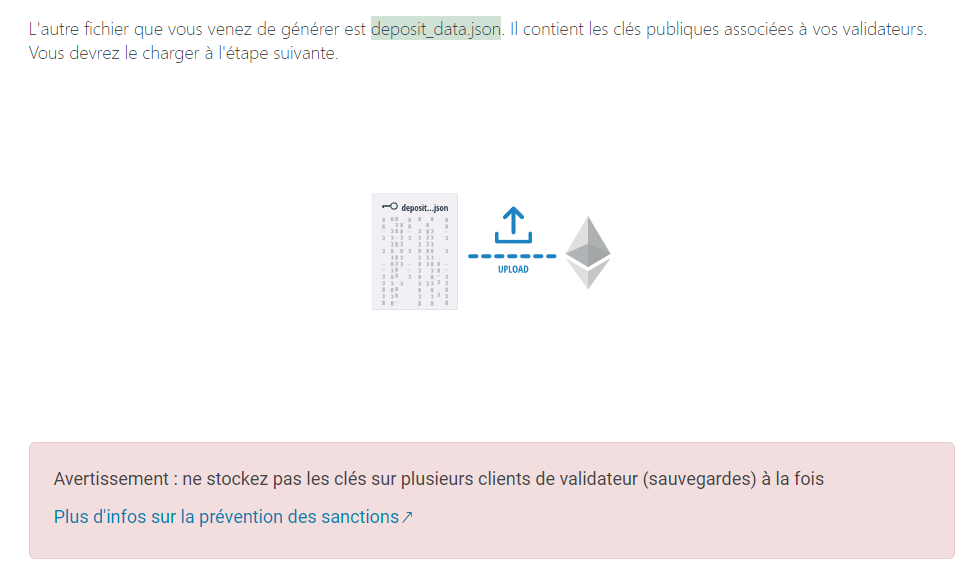 L'autre fichier que vous venez de générer est deposit_data.json. Il contient les clés publiques associées à vos validateurs.
Vous devrez le charger à l'étape suivante.
deposit...json
UPLOAD
Avertissement : ne stockez pas les clés sur plusieurs clients de validateur (sauvegardes) à la fois
Plus d'infos sur la prévention des sanctions↗